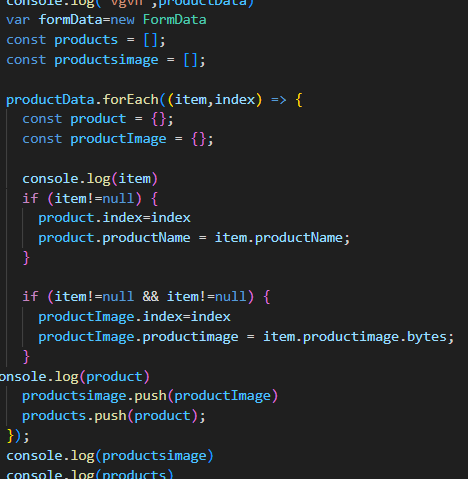 console.log("vgvh",productData)
var formData=new FormData
const products = [];
const productsimage = [];
productData.forEach((item,index) => {
const product = {};
const productImage = {};
console.log(item)
if (item!=null) {
product.index=index
product.productName = item.productName;
}
if (item!=null && item!=null) {
productImage.index=index
productImage.productimage = item.productimage.bytes;
}
onsole.log(product)
productsimage.push(productImage)
products.push(product);
});
console.log(productsimage)
console.log(products)